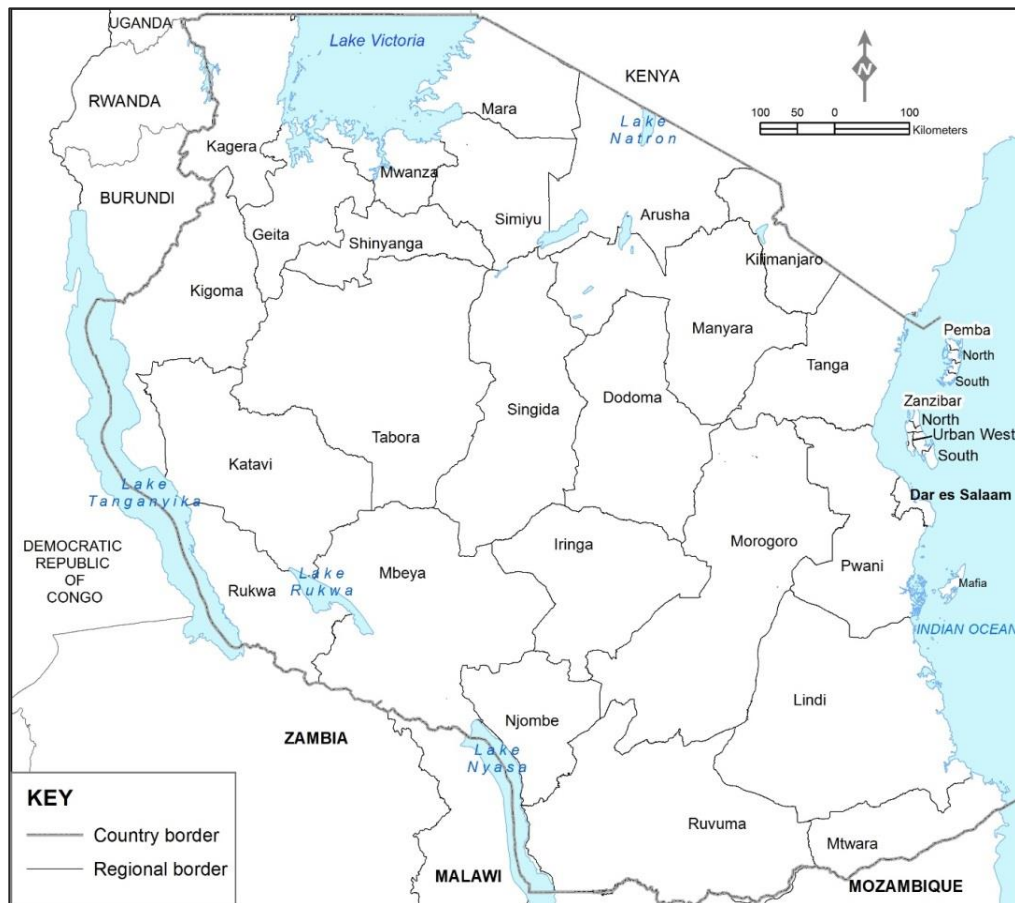 UGANDA
Lake Victoria
KENYA
N
RWANDA
Mara
Lake
Natron
100 50 0 100
Kilometers
Kagera
Mwanza
BURUNDI
Simiyu
Arusha
Geita
Shinyanga
Kilimanjaro
Kigoma
Manyara
Pemba
North
South
Tanga
Dodoma
Singida
Zanzibar
North
Urban West
South
Tabora
Katavi
Lake
Tanganyika
Dar es Salaam
DEMOCRATIC
REPUBLIC
OF
CONGO
Iringa
Morogoro
Mbeya
Pwani
Lake
Rukwa
Rukwa
Mafia
INDIAN OCEAN
Lindi
Njombe
ZAMBIA
Lake
Nyasa
KEY
Country border
Regional border
Ruvuma
Mtwara
MALAWI
MOZAMBIQUE